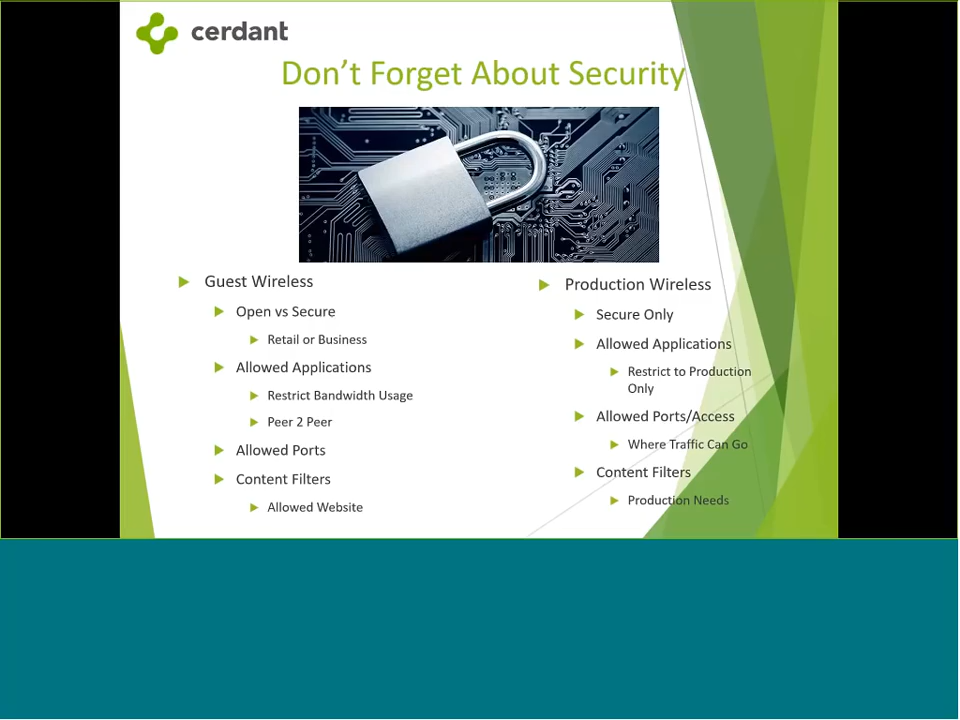 cerdant
Don’t Forget About Security
Guest Wireless
Open vs Secure
Retail or Business
Allowed Applications
Restrict Bandwidth Usage
Peer 2 Peer
Allowed Ports
Content Filters
Allowed Website
Production Wireless
Secure Only
Allowed Applications
Restrict to Production
Only
Allowed Ports/Access
Where Traffic Can Go
Content Filters
Production Needs